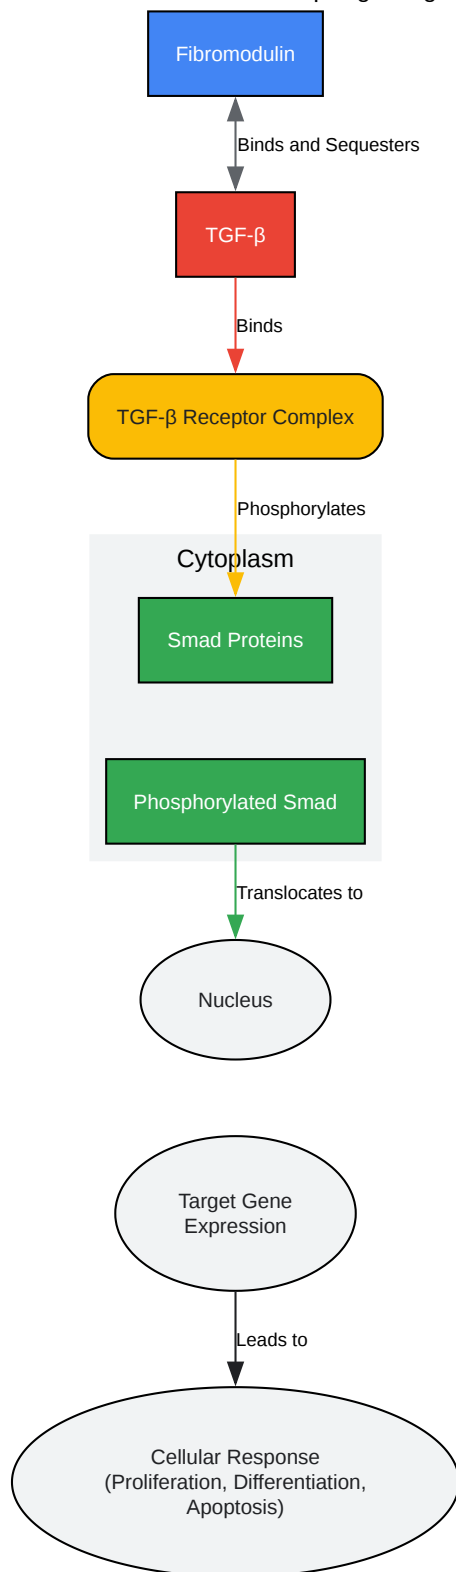 Fibromodulin
Binds and Sequesters
TGF-β
Binds
TGF-β Receptor Complex
Phosphorylates
Cytoplasm
Smad Proteins
Phosphorylated Smad
Translocates to
Nucleus
Target Gene
Expression
Leads to
Cellular Response
(Proliferation, Differentiation,
Apoptosis)